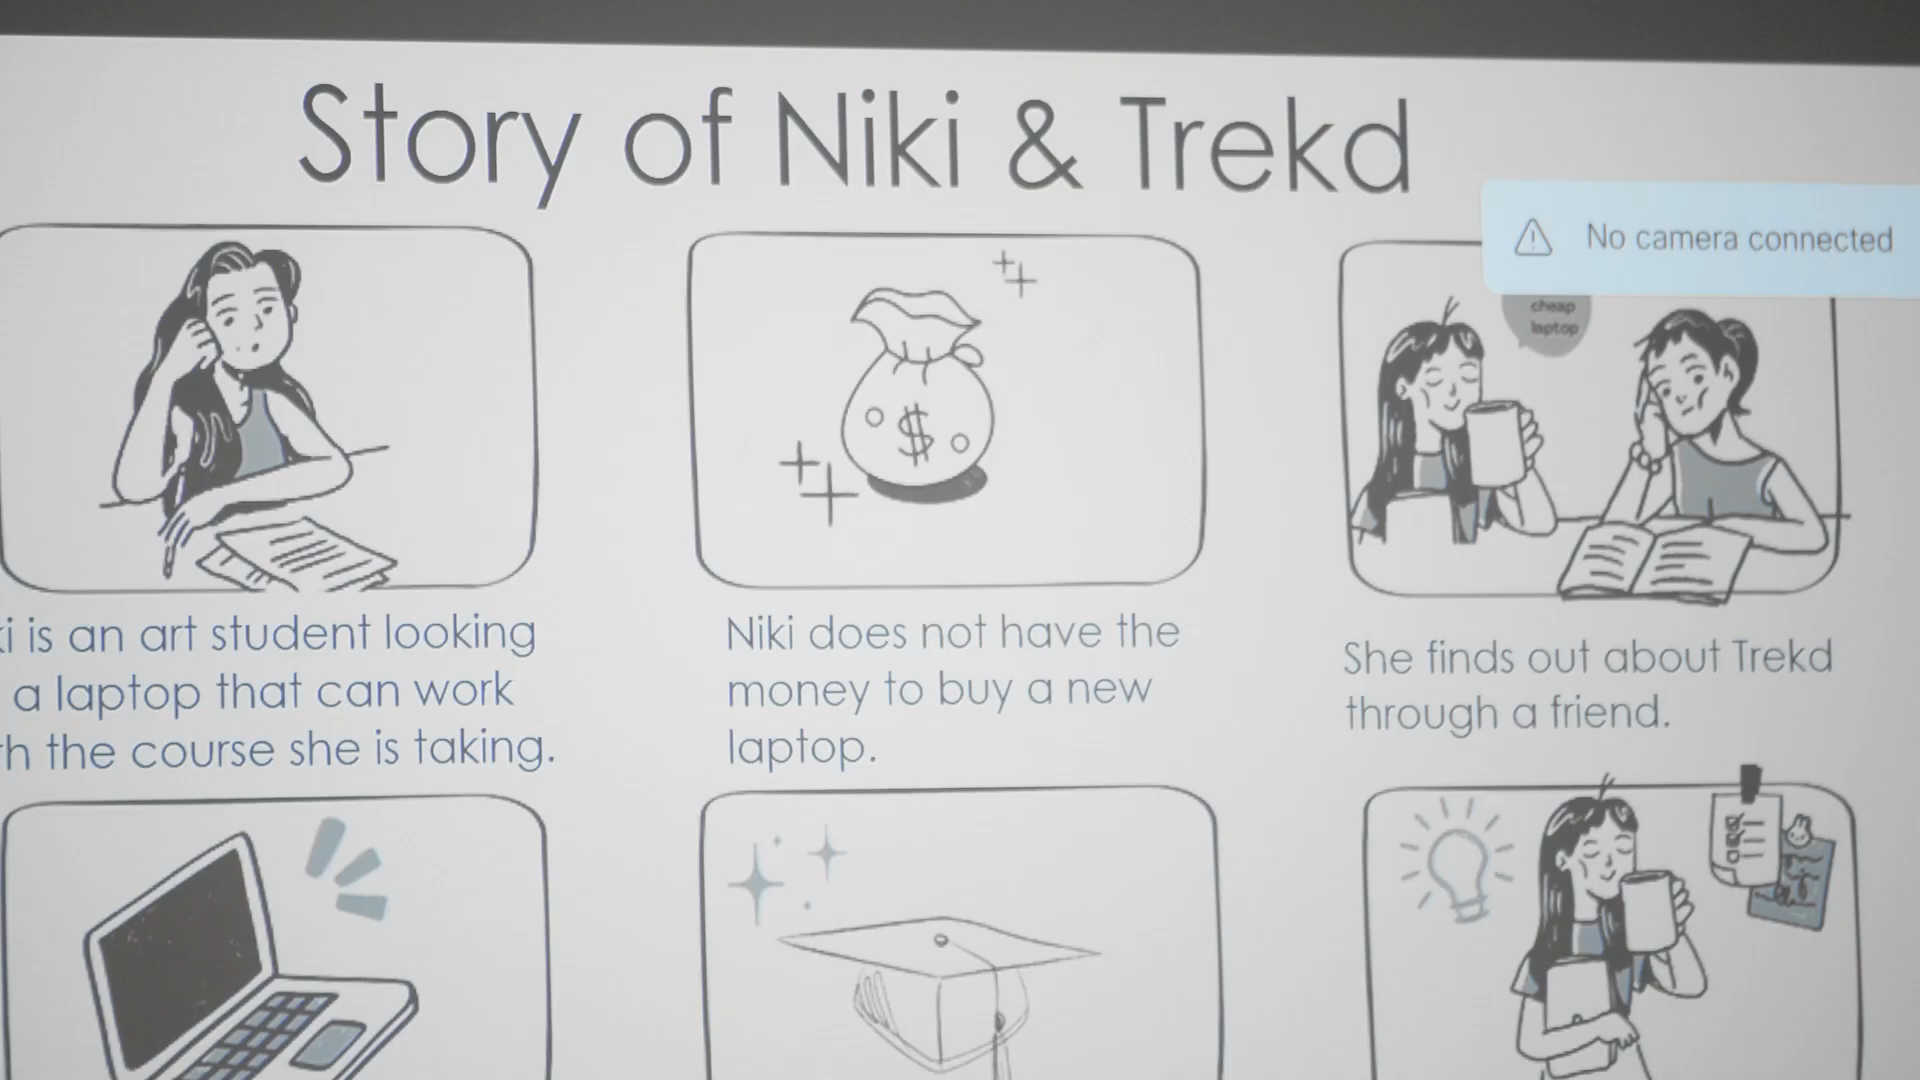 Story of Niki & Trekd
No camera connected
cheap
laptop
ki is an art student looking
a laptop that can work
th the course she is taking.
Niki does not have the
money to buy a new
laptop.
She finds out about Trekd
through a friend.